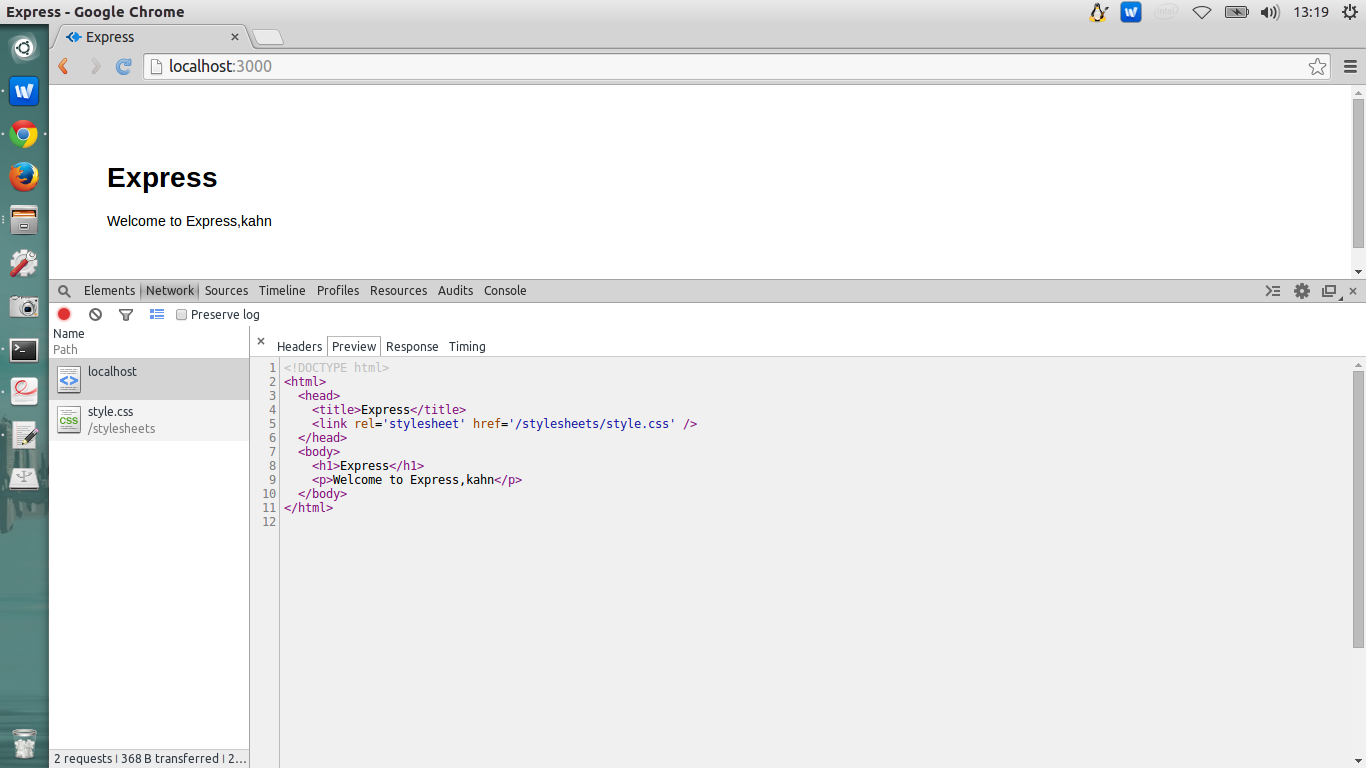 Express - Google Chrome
13:19
Express
localhost:3000
Express
Welcome to Express,kahn
Elements Network Sources Timeline Profiles Resources Audits Console
Preserve log
Name
Path
Headers Preview Response Timing
localhost
style.css
/stylesheets
1 <!DOCTYPE html>
2 <html>
3 <head>
4 <title>Express</title>
5 <link rel='stylesheet' href='/stylesheets/style.css' />
6 </head>
7 <body>
8 <h1>Express</h1>
9 <p>Welcome to Express,kahn</p>
10 </body>
11 </html>
12
2 requests | 368 B transferred | 2...